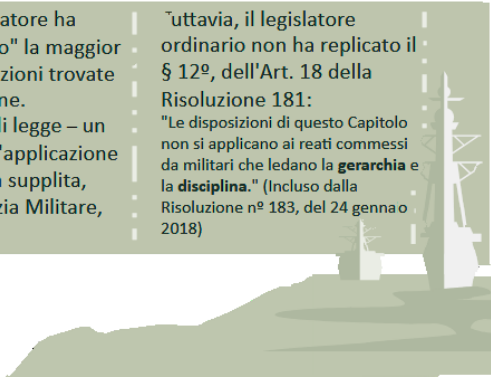 atore ha
o" la maggior
zioni trovate
ne.
li legge – un
'applicazione
supplita,
zia Militare,
Tuttavia, il legislatore
ordinario non ha replicato il
§ 12º, dell'Art. 18 della
Risoluzione 181:
"Le disposizioni di questo Capitolo
non si applicano ai reati commessi
da militari che ledano la gerarchia e
la disciplina." (Incluso dalla
Risoluzione nº 183, del 24 gennaio
2018)